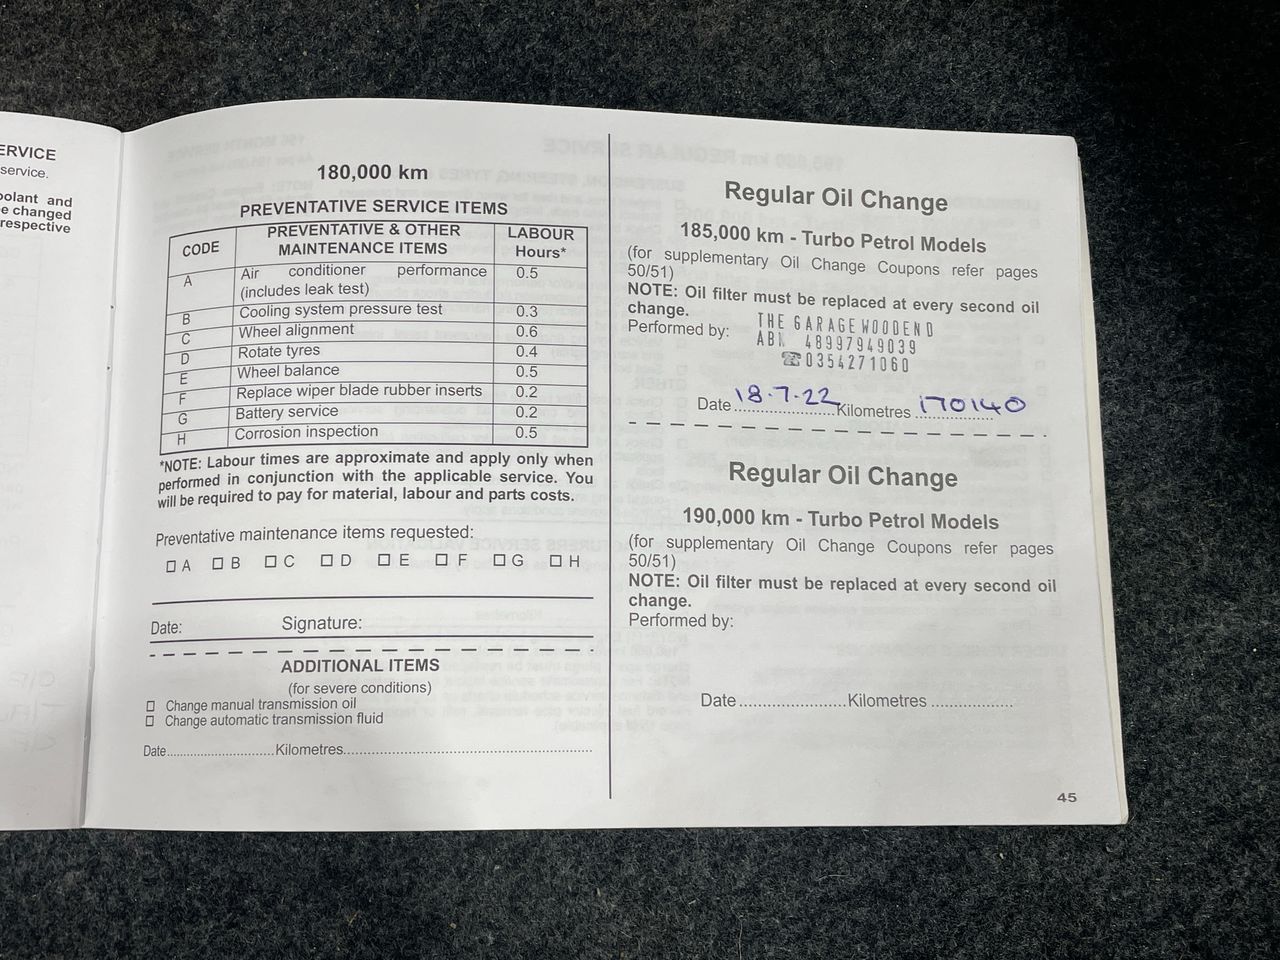 ERVICE
service.
oolant and
e changed
respective
180,000 km
PREVENTATIVE SERVICE ITEMS
CODE PREVENTATIVE & OTHER MAINTENANCE ITEMS LABOUR Hours*
A Air conditioner performance (includes leak test) 0.5
B Cooling system pressure test 0.3
C Wheel alignment 0.6
D Rotate tyres 0.4
E Wheel balance 0.5
F Replace wiper blade rubber inserts 0.2
G Battery service 0.2
H Corrosion inspection 0.5
*NOTE: Labour times are approximate and apply only when
performed in conjunction with the applicable service. You
will be required to pay for material, labour and parts costs.
Preventative maintenance items requested:
☐ A ☐ B ☐ C ☐ D ☐ E ☐ F ☐ G ☐ H
Date: Signature:
ADDITIONAL ITEMS
(for severe conditions)
☐ Change manual transmission oil
☐ Change automatic transmission fluid
Date..........................Kilometres..........................................................
Regular Oil Change
185,000 km - Turbo Petrol Models
(for supplementary Oil Change Coupons refer pages
50/51)
NOTE: Oil filter must be replaced at every second oil
change.
Performed by: THE GARAGE WOODEND
ABN 48997949039
☎0354271060
Date 18.7.22 Kilometres 170140
Regular Oil Change
190,000 km - Turbo Petrol Models
(for supplementary Oil Change Coupons refer pages
50/51)
NOTE: Oil filter must be replaced at every second oil
change.
Performed by:
Date.......................Kilometres..................
45